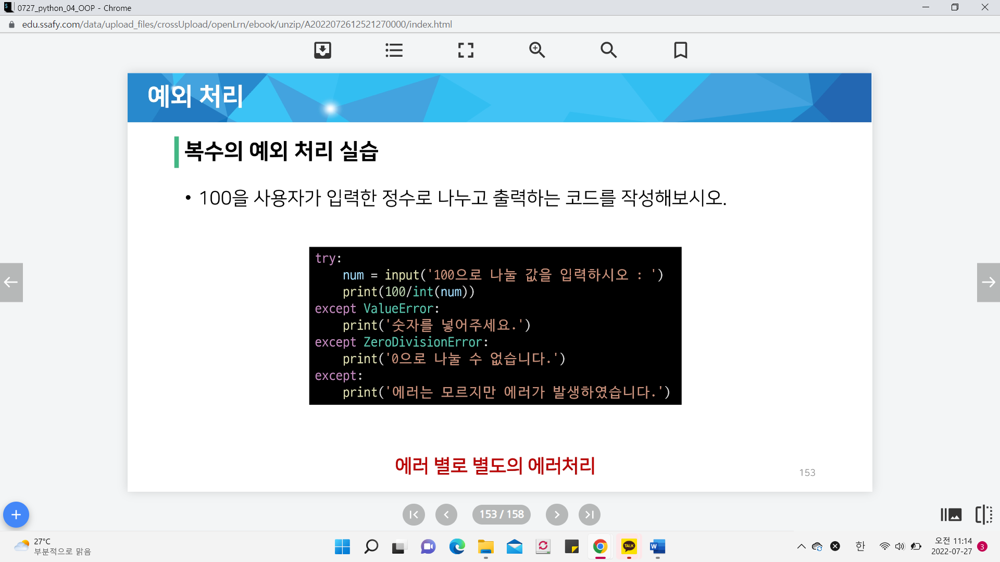 0727_python_04_OOP - Chrome
edu.ssafy.com/data/upload_files/crossUpload/openLrn/ebook/unzip/A2022072612521270000/index.html
예외 처리
복수의 예외 처리 실습
• 100을 사용자가 입력한 정수로 나누고 출력하는 코드를 작성해보시오.
try:
    num = input('100으로 나눌 값을 입력하시오 : ')
    print(100/int(num))
except ValueError:
    print('숫자를 넣어주세요.')
except ZeroDivisionError:
    print('0으로 나눌 수 없습니다.')
except:
    print('에러는 모르지만 에러가 발생하였습니다.')
에러 별로 별도의 에러처리
153
153 / 158
27°C
부분적으로 맑음
TALK
W
한
오전 11:14
2022-07-27
3